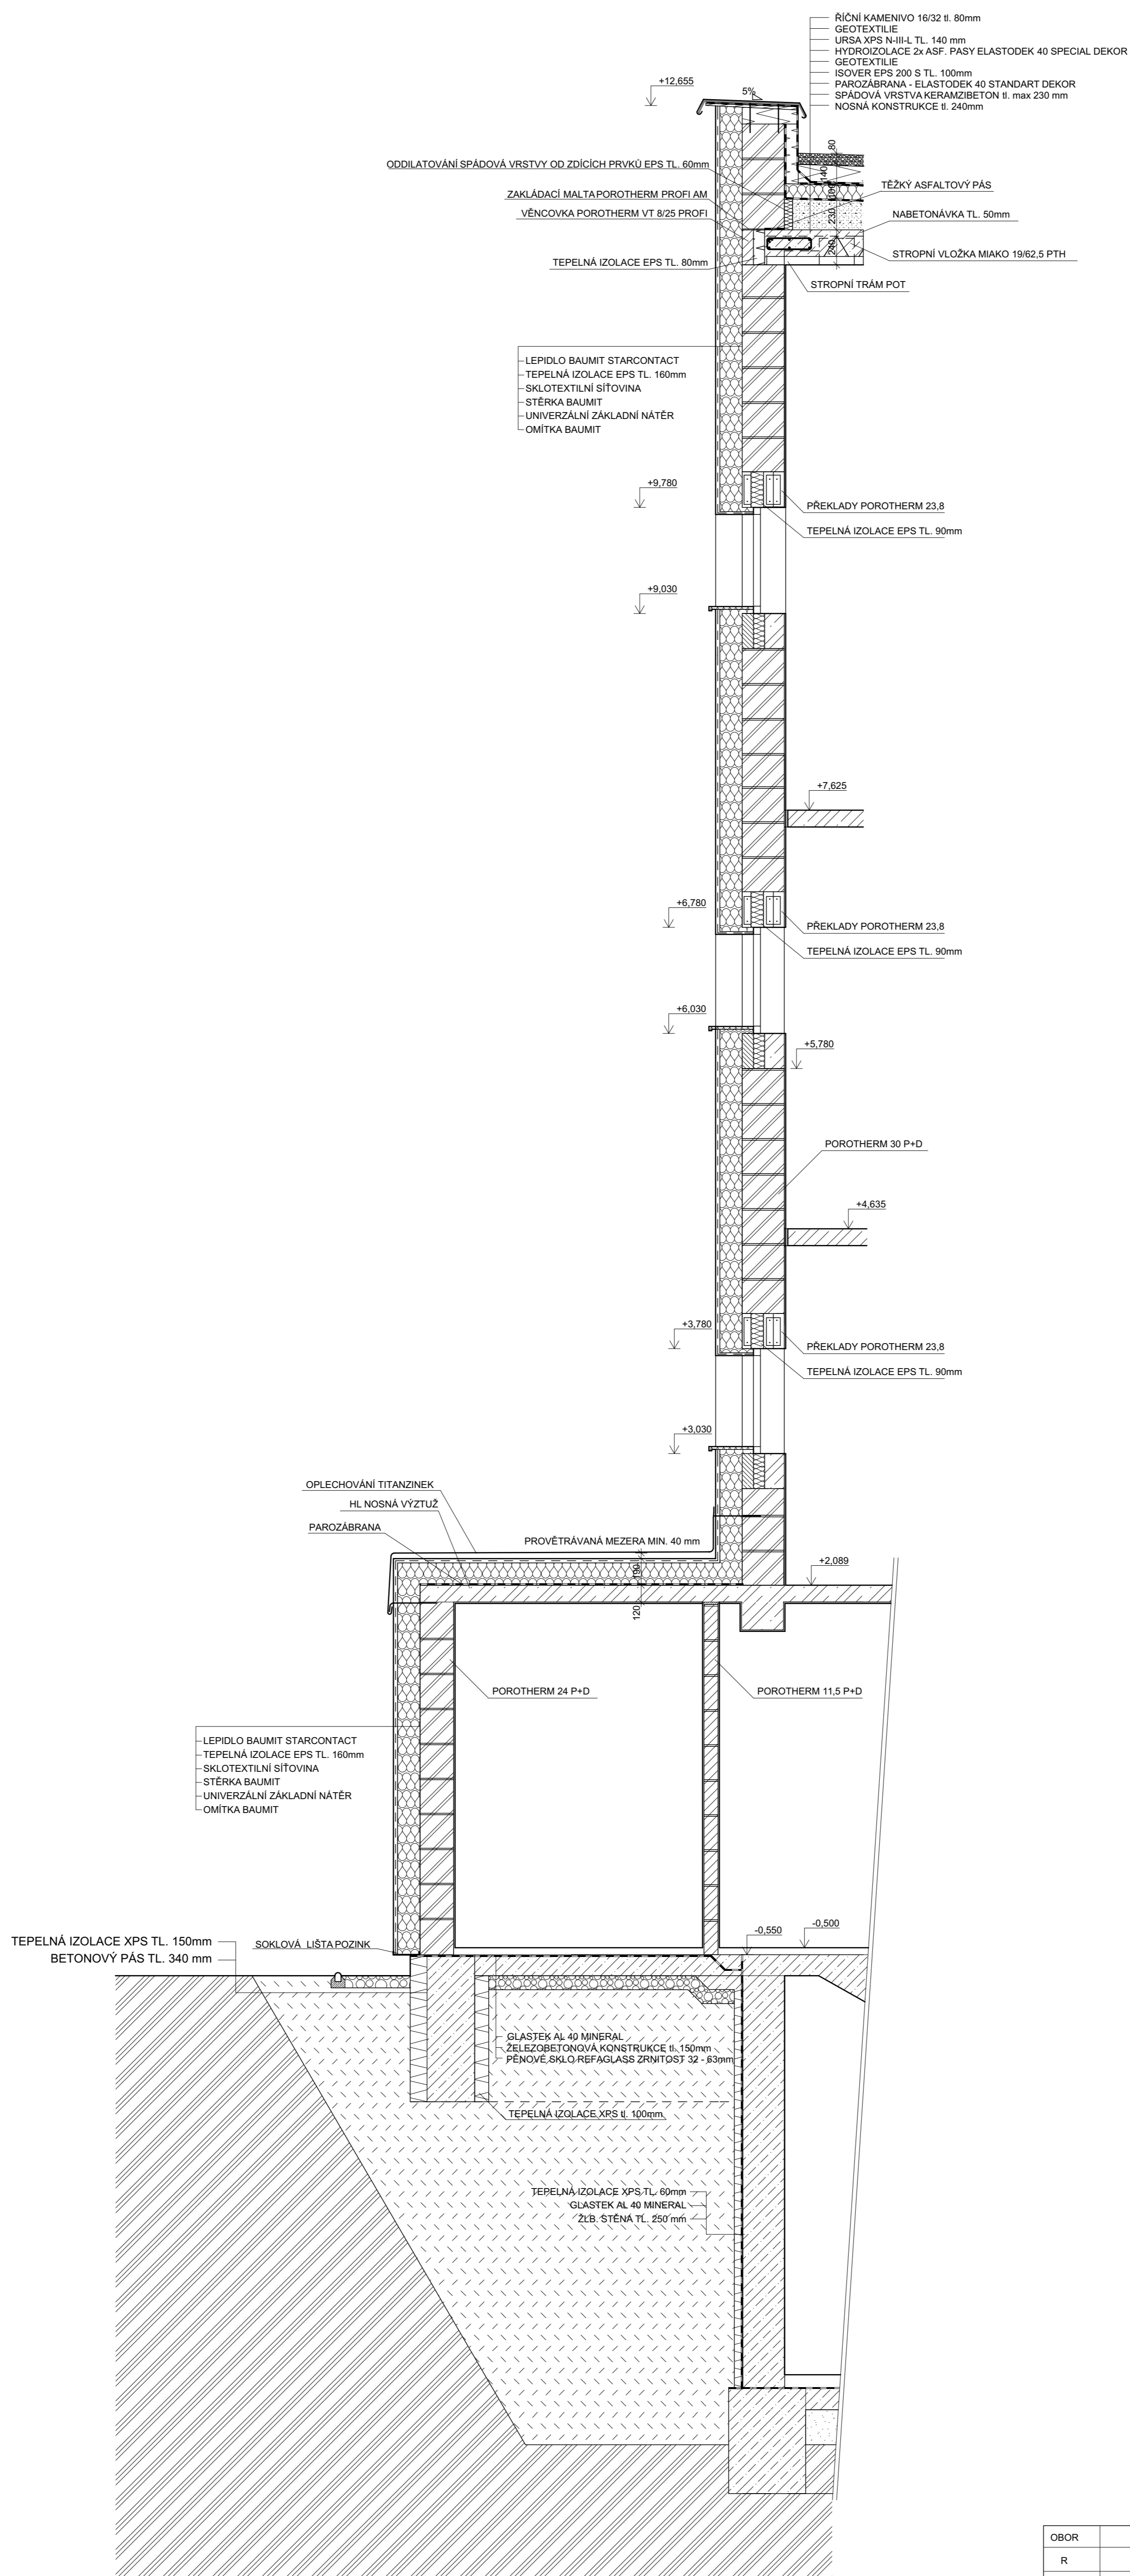 ŘÍČNÍ KAMENIVO 16/32 tl. 80mm
GEOTEXTILIE
URSA XPS N-III-L TL. 140 mm
HYDROIZOLACE 2x ASF. PASY ELASTODEK 40 SPECIAL DEKOR
GEOTEXTILIE
ISOVER EPS 200 S TL. 100mm
PAROZÁBRANA - ELASTODEK 40 STANDART DEKOR
SPÁDOVÁ VRSTVA KERAMZIBETON tl. max 230 mm
NOSNÁ KONSTRUKCE tl. 240mm
+12,655
5%
80
140
100
230
240
ODDILATOVÁNÍ SPÁDOVÁ VRSTVY OD ZDÍCÍCH PRVKŮ EPS TL. 60mm
ZAKLÁDACÍ MALTA POROTHERM PROFI AM
VĚNCOVKA POROTHERM VT 8/25 PROFI
TEPELNÁ IZOLACE EPS TL. 80mm
TĚŽKÝ ASFALTOVÝ PÁS
NABETONÁVKA TL. 50mm
STROPNÍ VLOŽKA MIAKO 19/62,5 PTH
STROPNÍ TRÁM POT
LEPIDLO BAUMIT STARCONTACT
TEPELNÁ IZOLACE EPS TL. 160mm
SKLOTEXTILNÍ SÍŤOVINA
STĚRKA BAUMIT
UNIVERZÁLNÍ ZÁKLADNÍ NÁTĚR
OMÍTKA BAUMIT
+9,780
PŘEKLADY POROTHERM 23,8
TEPELNÁ IZOLACE EPS TL. 90mm
+9,030
+7,625
+6,780
PŘEKLADY POROTHERM 23,8
TEPELNÁ IZOLACE EPS TL. 90mm
+6,030
+5,780
POROTHERM 30 P+D
+4,635
+3,780
PŘEKLADY POROTHERM 23,8
TEPELNÁ IZOLACE EPS TL. 90mm
+3,030
OPLECHOVÁNÍ TITANZINEK
HL NOSNÁ VÝZTUŽ
PAROZÁBRANA
PROVĚTRÁVANÁ MEZERA MIN. 40 mm
190
120
+2,089
POROTHERM 24 P+D
POROTHERM 11,5 P+D
LEPIDLO BAUMIT STARCONTACT
TEPELNÁ IZOLACE EPS TL. 160mm
SKLOTEXTILNÍ SÍŤOVINA
STĚRKA BAUMIT
UNIVERZÁLNÍ ZÁKLADNÍ NÁTĚR
OMÍTKA BAUMIT
-0,550
-0,500
TEPELNÁ IZOLACE XPS TL. 150mm
BETONOVÝ PÁS TL. 340 mm
SOKLOVÁ LIŠTA POZINK
GLASTEK AL 40 MINERAL
ŽELEZOBETONOVÁ KONSTRUKCE tl. 150mm
PĚNOVÉ SKLO REFAGLASS ZRNITOST 32 - 63mm
TEPELNÁ IZOLACE XPS tl. 100mm
TEPELNÁ IZOLACE XPS TL. 60mm
GLASTEK AL 40 MINERAL
ŽLB. STĚNA TL. 250 mm
OBOR
R